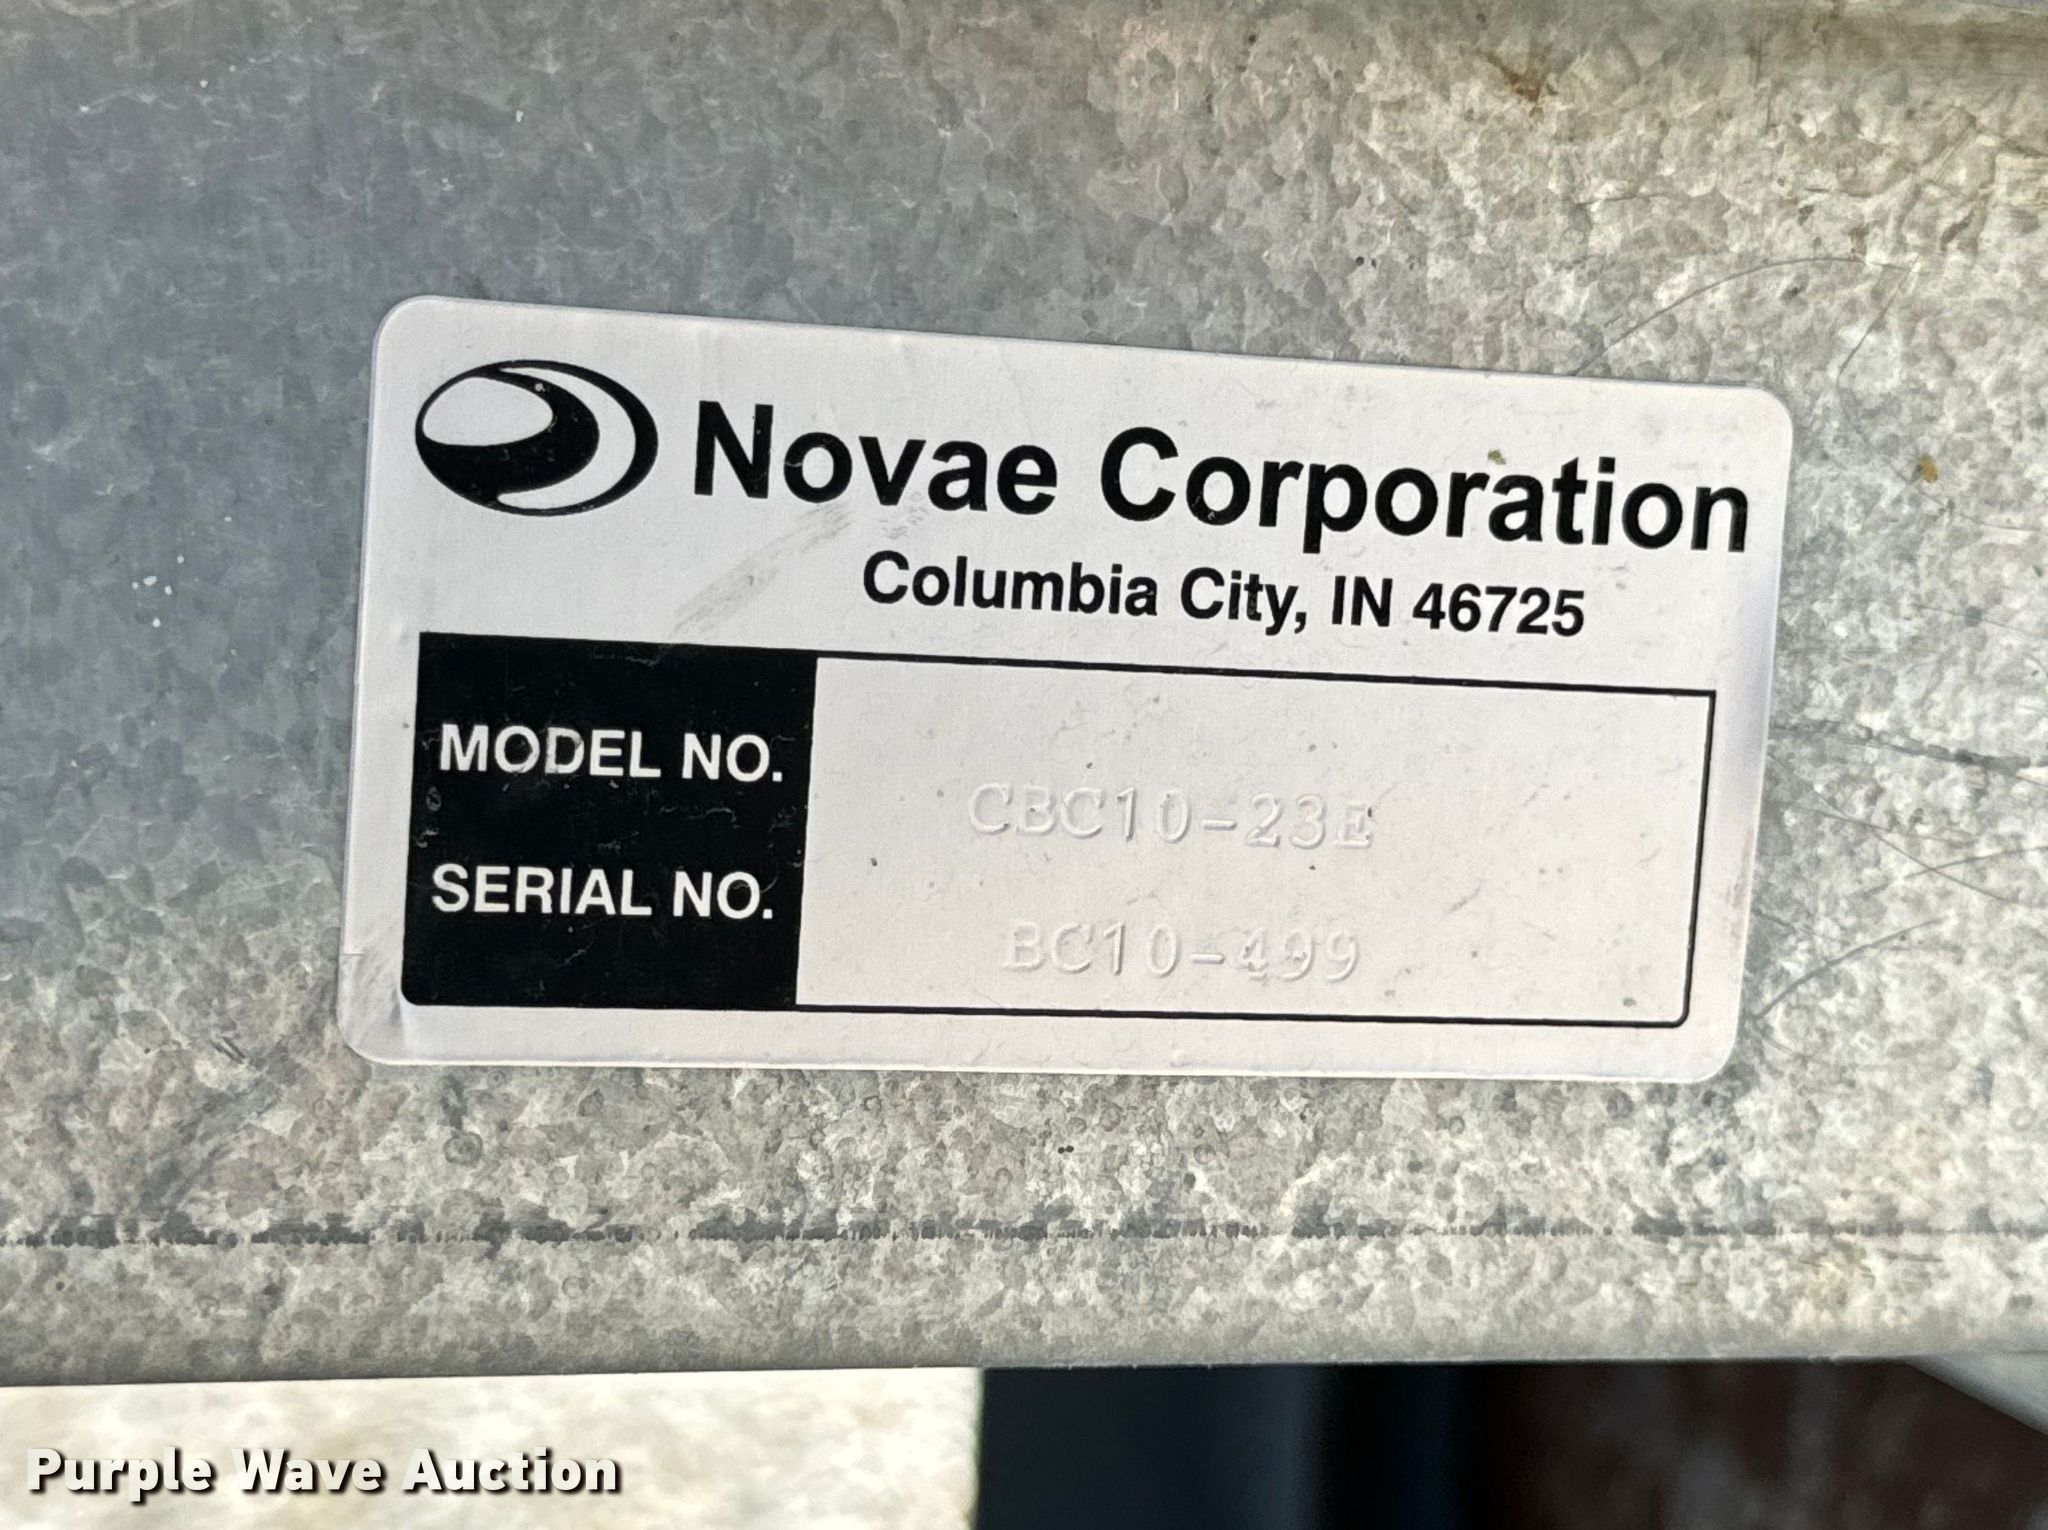 Novae Corporation
Columbia City, IN 46725
MODEL NO. CBC10-23E
SERIAL NO. BC10-499
Purple Wave Auction